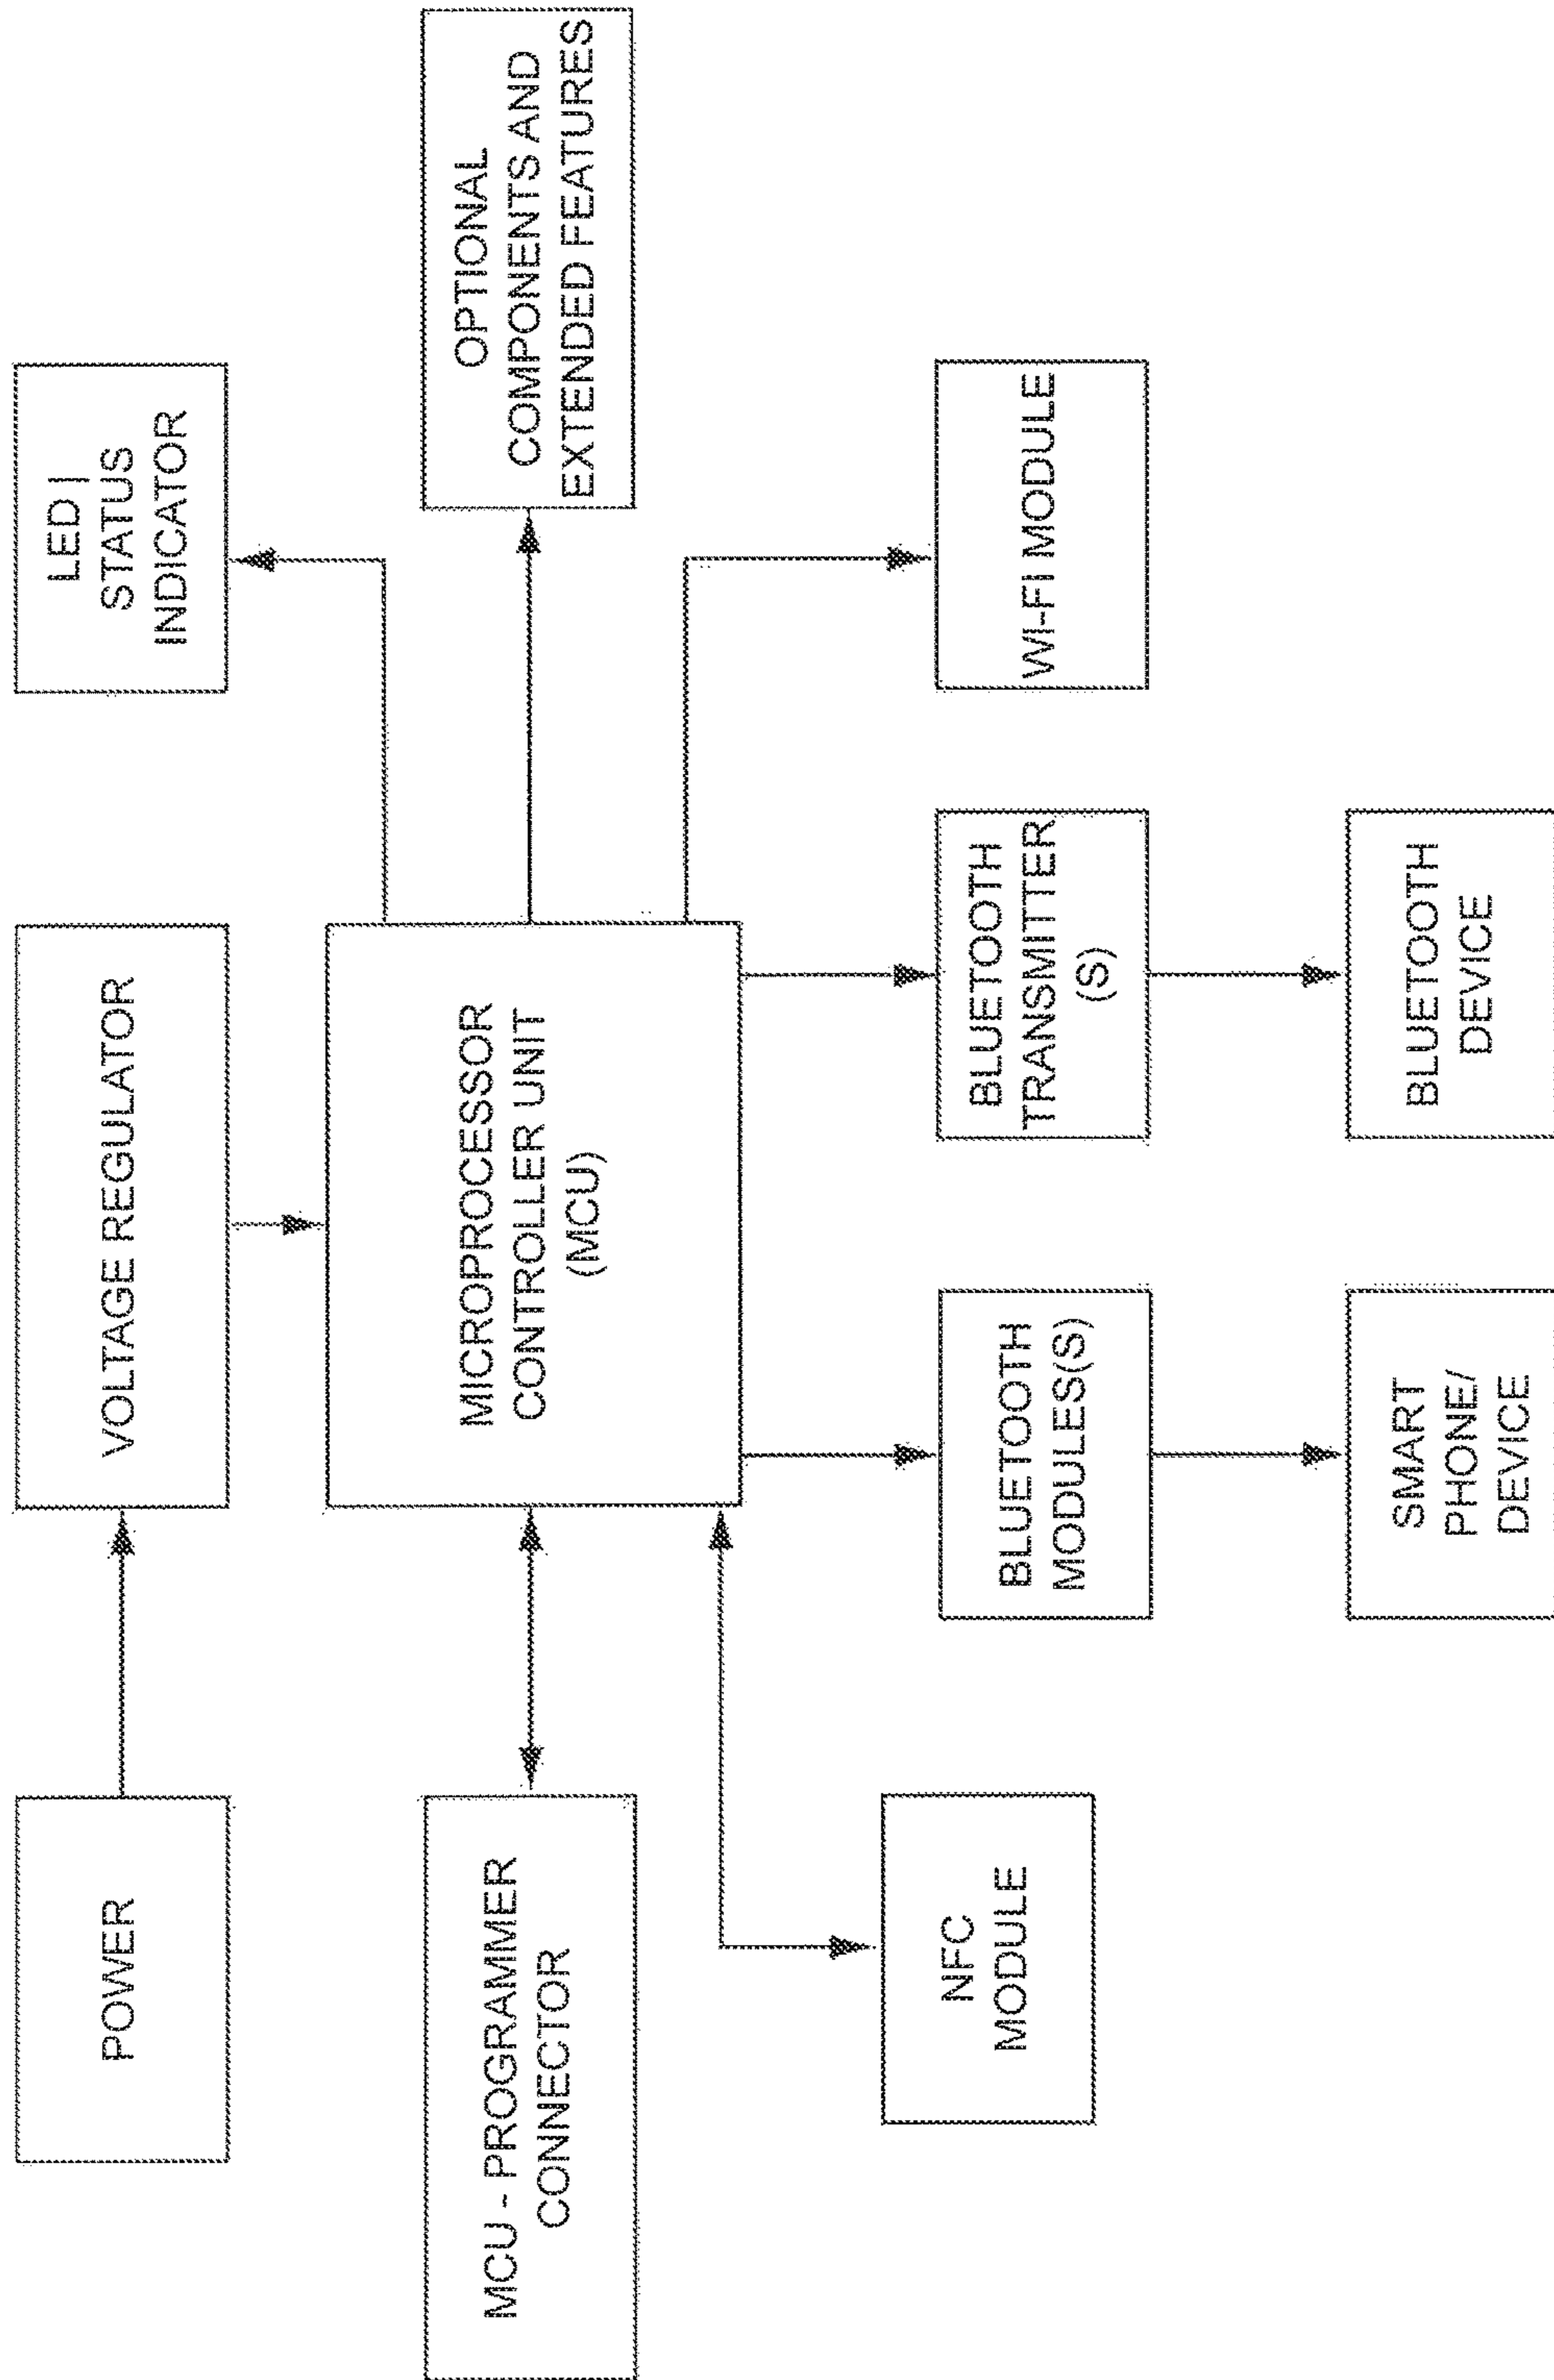 POWER
VOLTAGE REGULATOR
LED |
STATUS
INDICATOR
MCU - PROGRAMMER
CONNECTOR
MICROPROCESSOR
CONTROLLER UNIT
(MCU)
OPTIONAL
COMPONENTS AND
EXTENDED FEATURES
NFC
MODULE
BLUETOOTH
MODULES(S)
BLUETOOTH
TRANSMITTER
(S)
WI-FI MODULE
SMART
PHONE/
DEVICE
BLUETOOTH
DEVICE